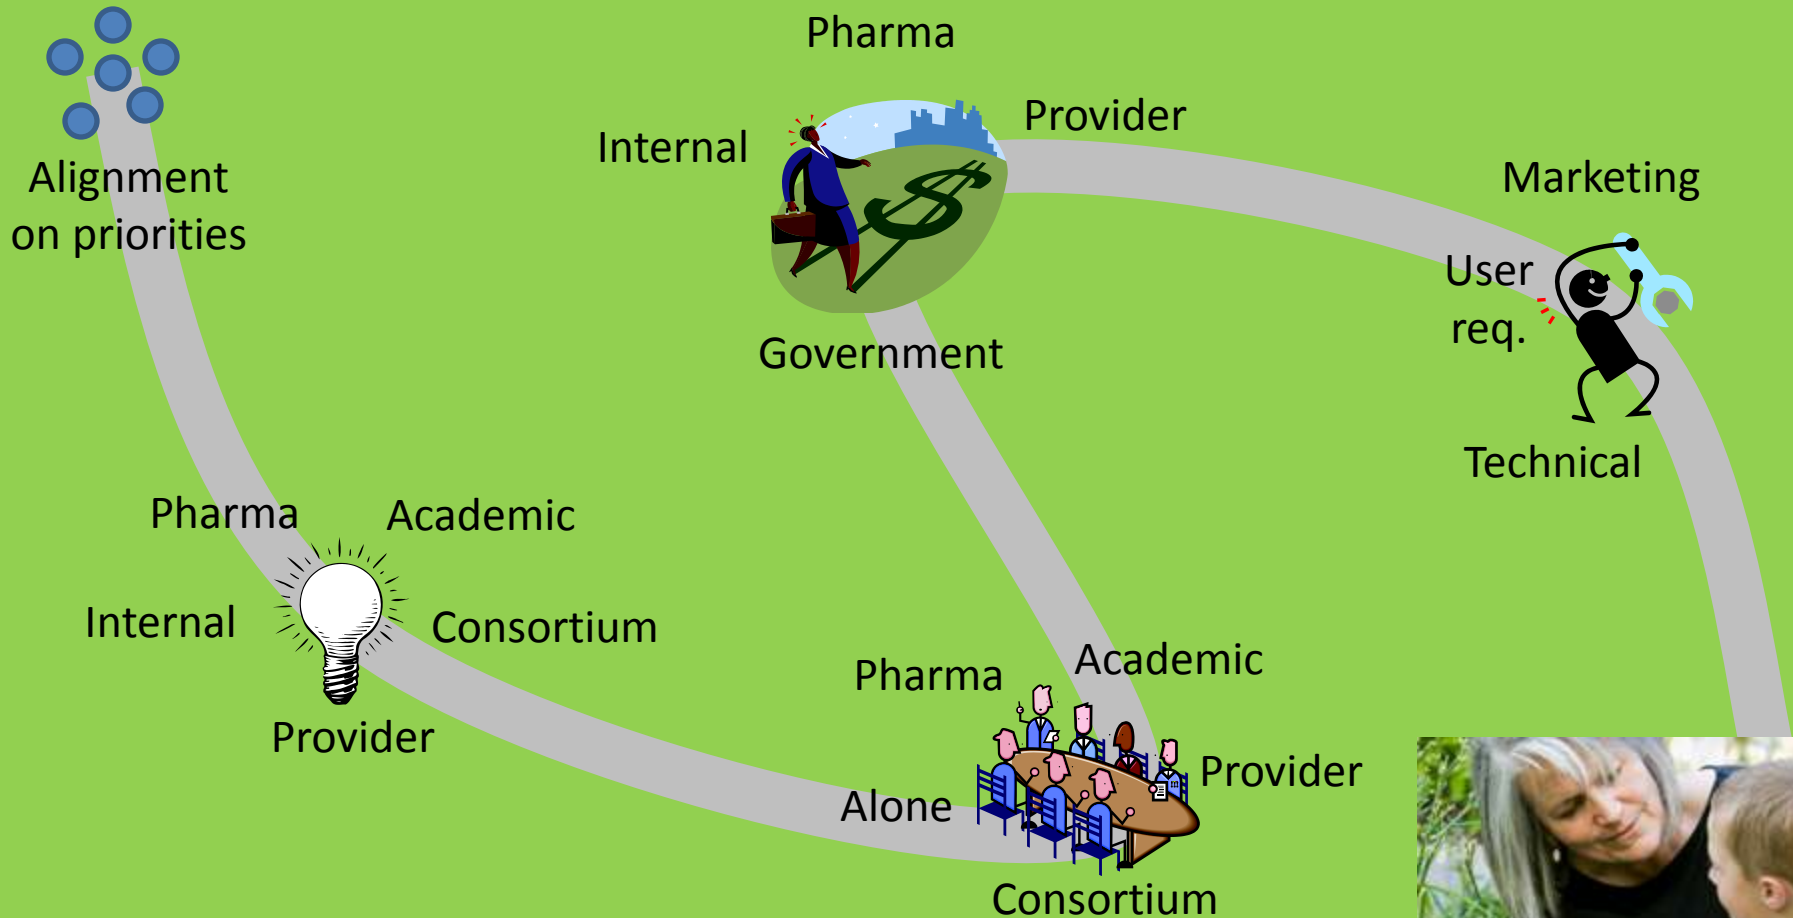 Alignment
on priorities
Pharma
Academic
Internal
Consortium
Provider
Pharma
Academic
Alone
Provider
Consortium
Pharma
Internal
Provider
Government
$
Marketing
User
req.
Technical